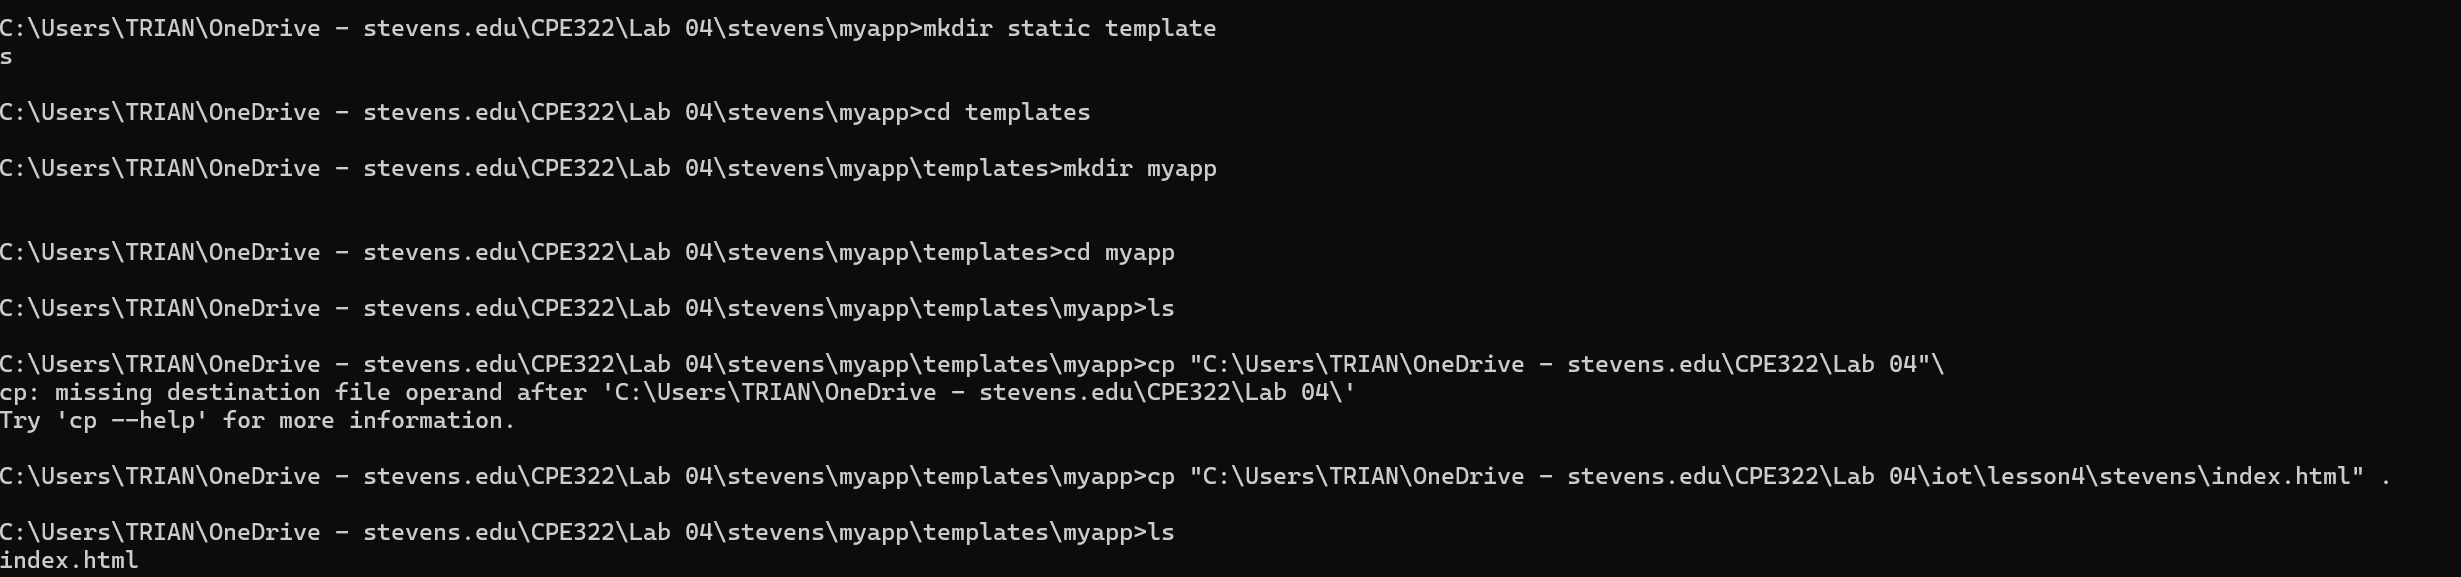 C:\Users\TRIAN\OneDrive - stevens.edu\CPE322\Lab 04\stevens\myapp>mkdir static template
s
C:\Users\TRIAN\OneDrive - stevens.edu\CPE322\Lab 04\stevens\myapp>cd templates
C:\Users\TRIAN\OneDrive - stevens.edu\CPE322\Lab 04\stevens\myapp\templates>mkdir myapp
C:\Users\TRIAN\OneDrive - stevens.edu\CPE322\Lab 04\stevens\myapp\templates>cd myapp
C:\Users\TRIAN\OneDrive - stevens.edu\CPE322\Lab 04\stevens\myapp\templates\myapp>ls
C:\Users\TRIAN\OneDrive - stevens.edu\CPE322\Lab 04\stevens\myapp\templates\myapp>cp "C:\Users\TRIAN\OneDrive - stevens.edu\CPE322\Lab 04"\
cp: missing destination file operand after 'C:\Users\TRIAN\OneDrive - stevens.edu\CPE322\Lab 04\'
Try 'cp --help' for more information.
C:\Users\TRIAN\OneDrive - stevens.edu\CPE322\Lab 04\stevens\myapp\templates\myapp>cp "C:\Users\TRIAN\OneDrive - stevens.edu\CPE322\Lab 04\iot\lesson4\stevens\index.html" .
C:\Users\TRIAN\OneDrive - stevens.edu\CPE322\Lab 04\stevens\myapp\templates\myapp>ls
index.html